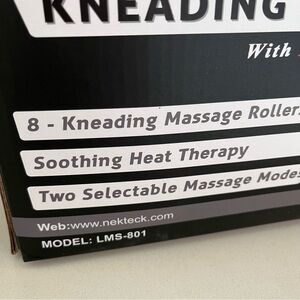 KNEADING
With
8 - Kneading Massage Roller
Soothing Heat Therapy
Two Selectable Massage Modes
Web:www.nekteck.com
MODEL: LMS-801